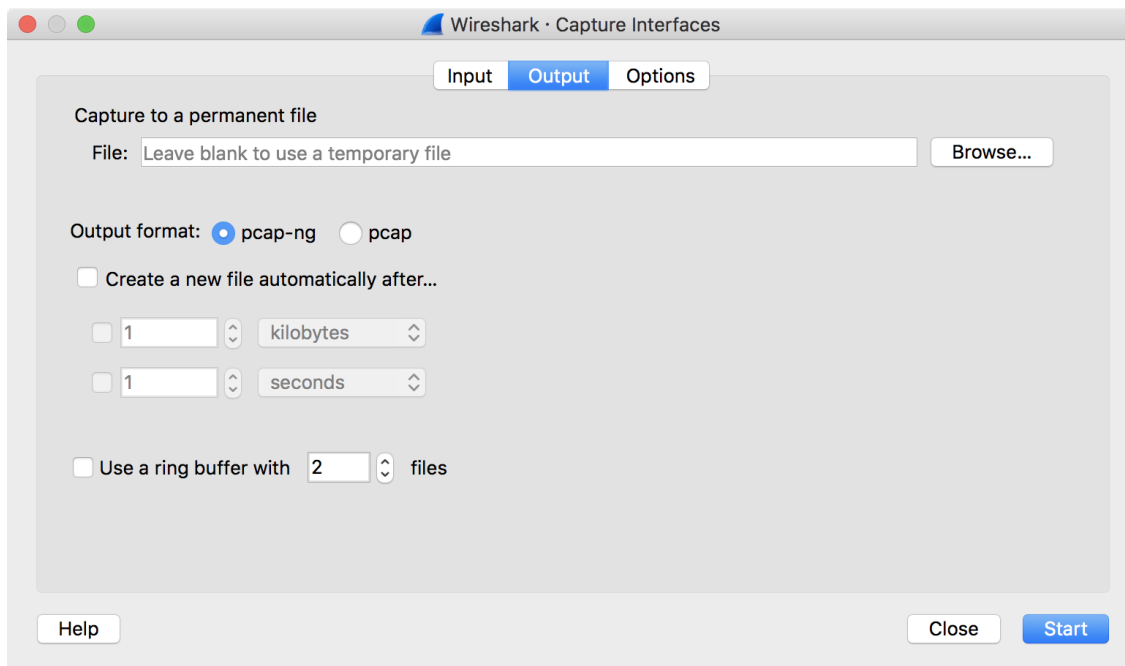 Wireshark · Capture Interfaces
Input Output Options
Capture to a permanent file
File: Leave blank to use a temporary file Browse...
Output format: pcap-ng pcap
Create a new file automatically after...
1 kilobytes
1 seconds
Use a ring buffer with 2 files
Help Close Start